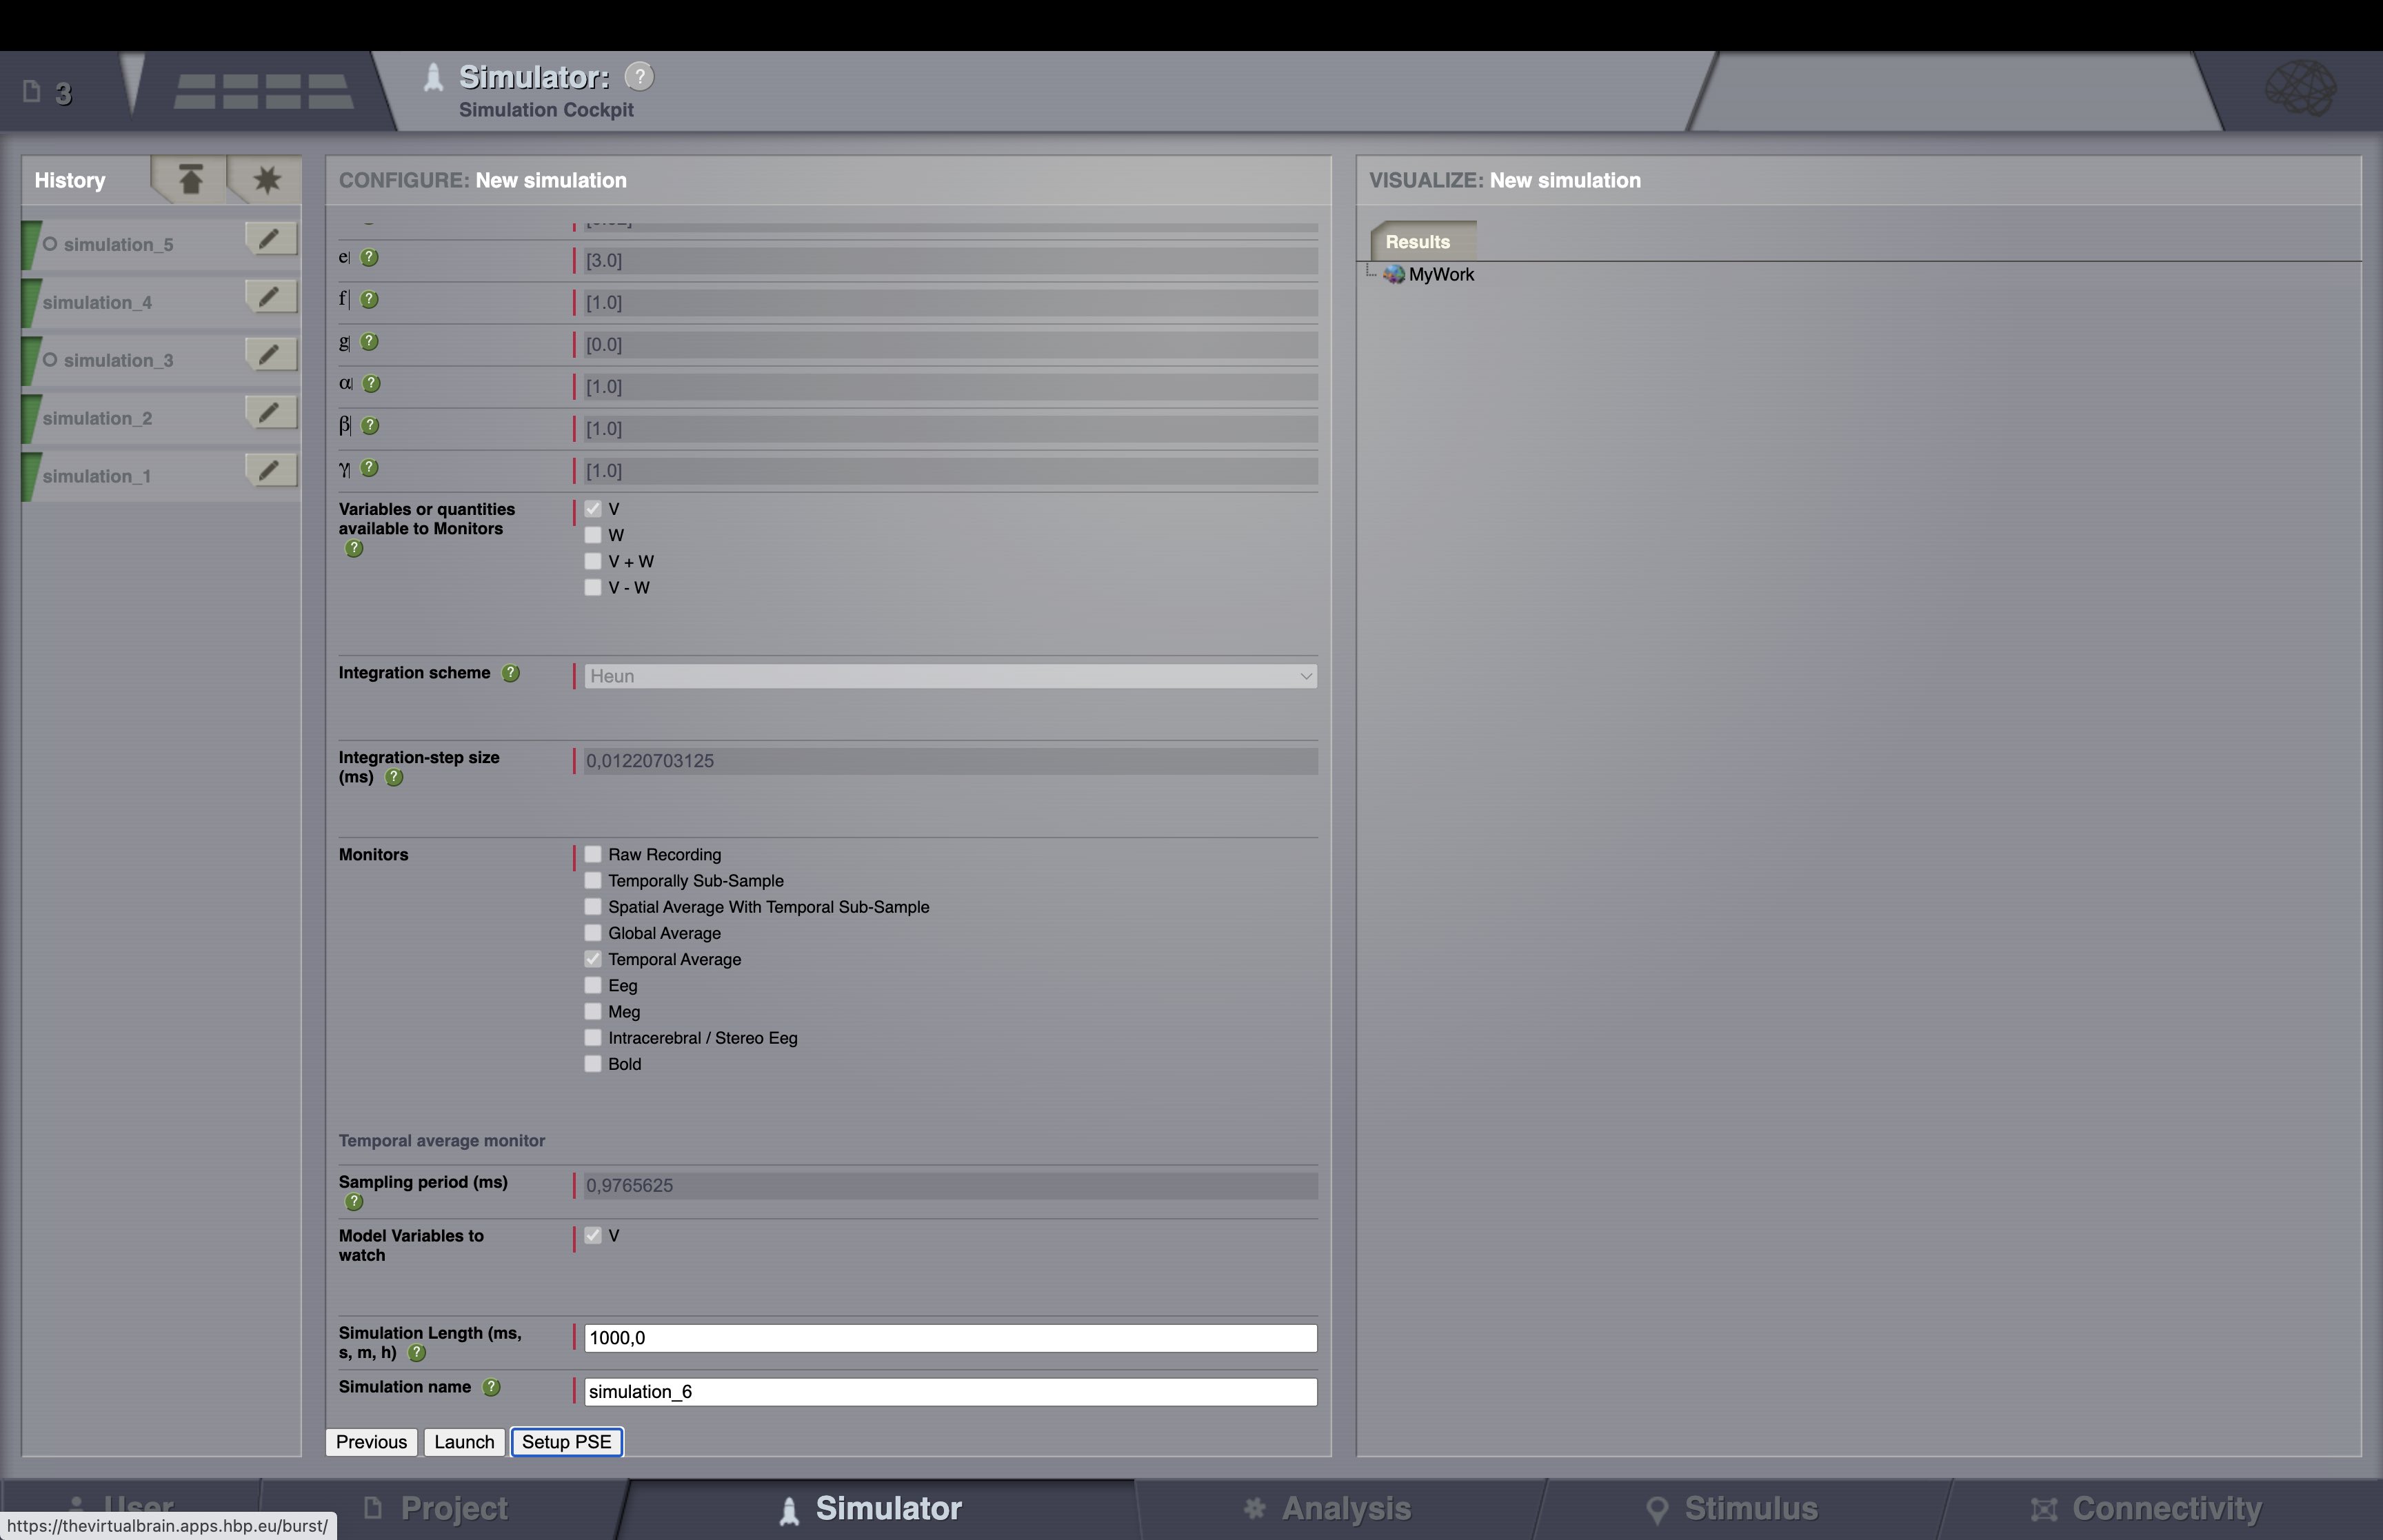 3
Simulator: ?
Simulation Cockpit
History
simulation_5
simulation_4
simulation_3
simulation_2
simulation_1
CONFIGURE: New simulation
e ? [3.0]
f ? [1.0]
g ? [0.0]
α ? [1.0]
β ? [1.0]
γ ? [1.0]
Variables or quantities
available to Monitors
?
V
W
V + W
V - W
Integration scheme ? Heun
Integration-step size
(ms) ?
0,01220703125
Monitors
Raw Recording
Temporally Sub-Sample
Spatial Average With Temporal Sub-Sample
Global Average
Temporal Average
Eeg
Meg
Intracerebral / Stereo Eeg
Bold
Temporal average monitor
Sampling period (ms)
?
0,9765625
Model Variables to
watch
V
Simulation Length (ms,
s, m, h) ?
1000,0
Simulation name ? simulation_6
Previous Launch Setup PSE
VISUALIZE: New simulation
Results
MyWork
User Project Simulator Analysis Stimulus Connectivity
https://thevirtualbrain.apps.hbp.eu/burst/